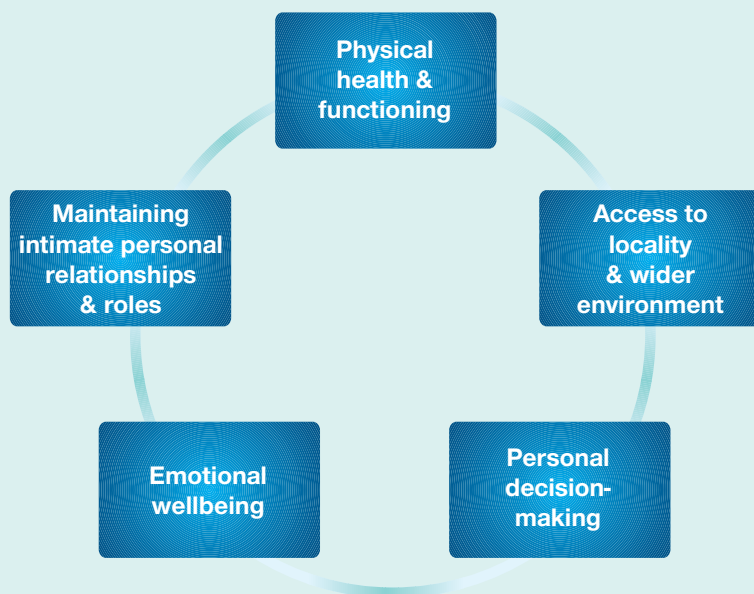 Physical
health &
functioning
Maintaining
intimate personal
relationships
& roles
Access to
locality
& wider
environment
Emotional
wellbeing
Personal
decision-
making